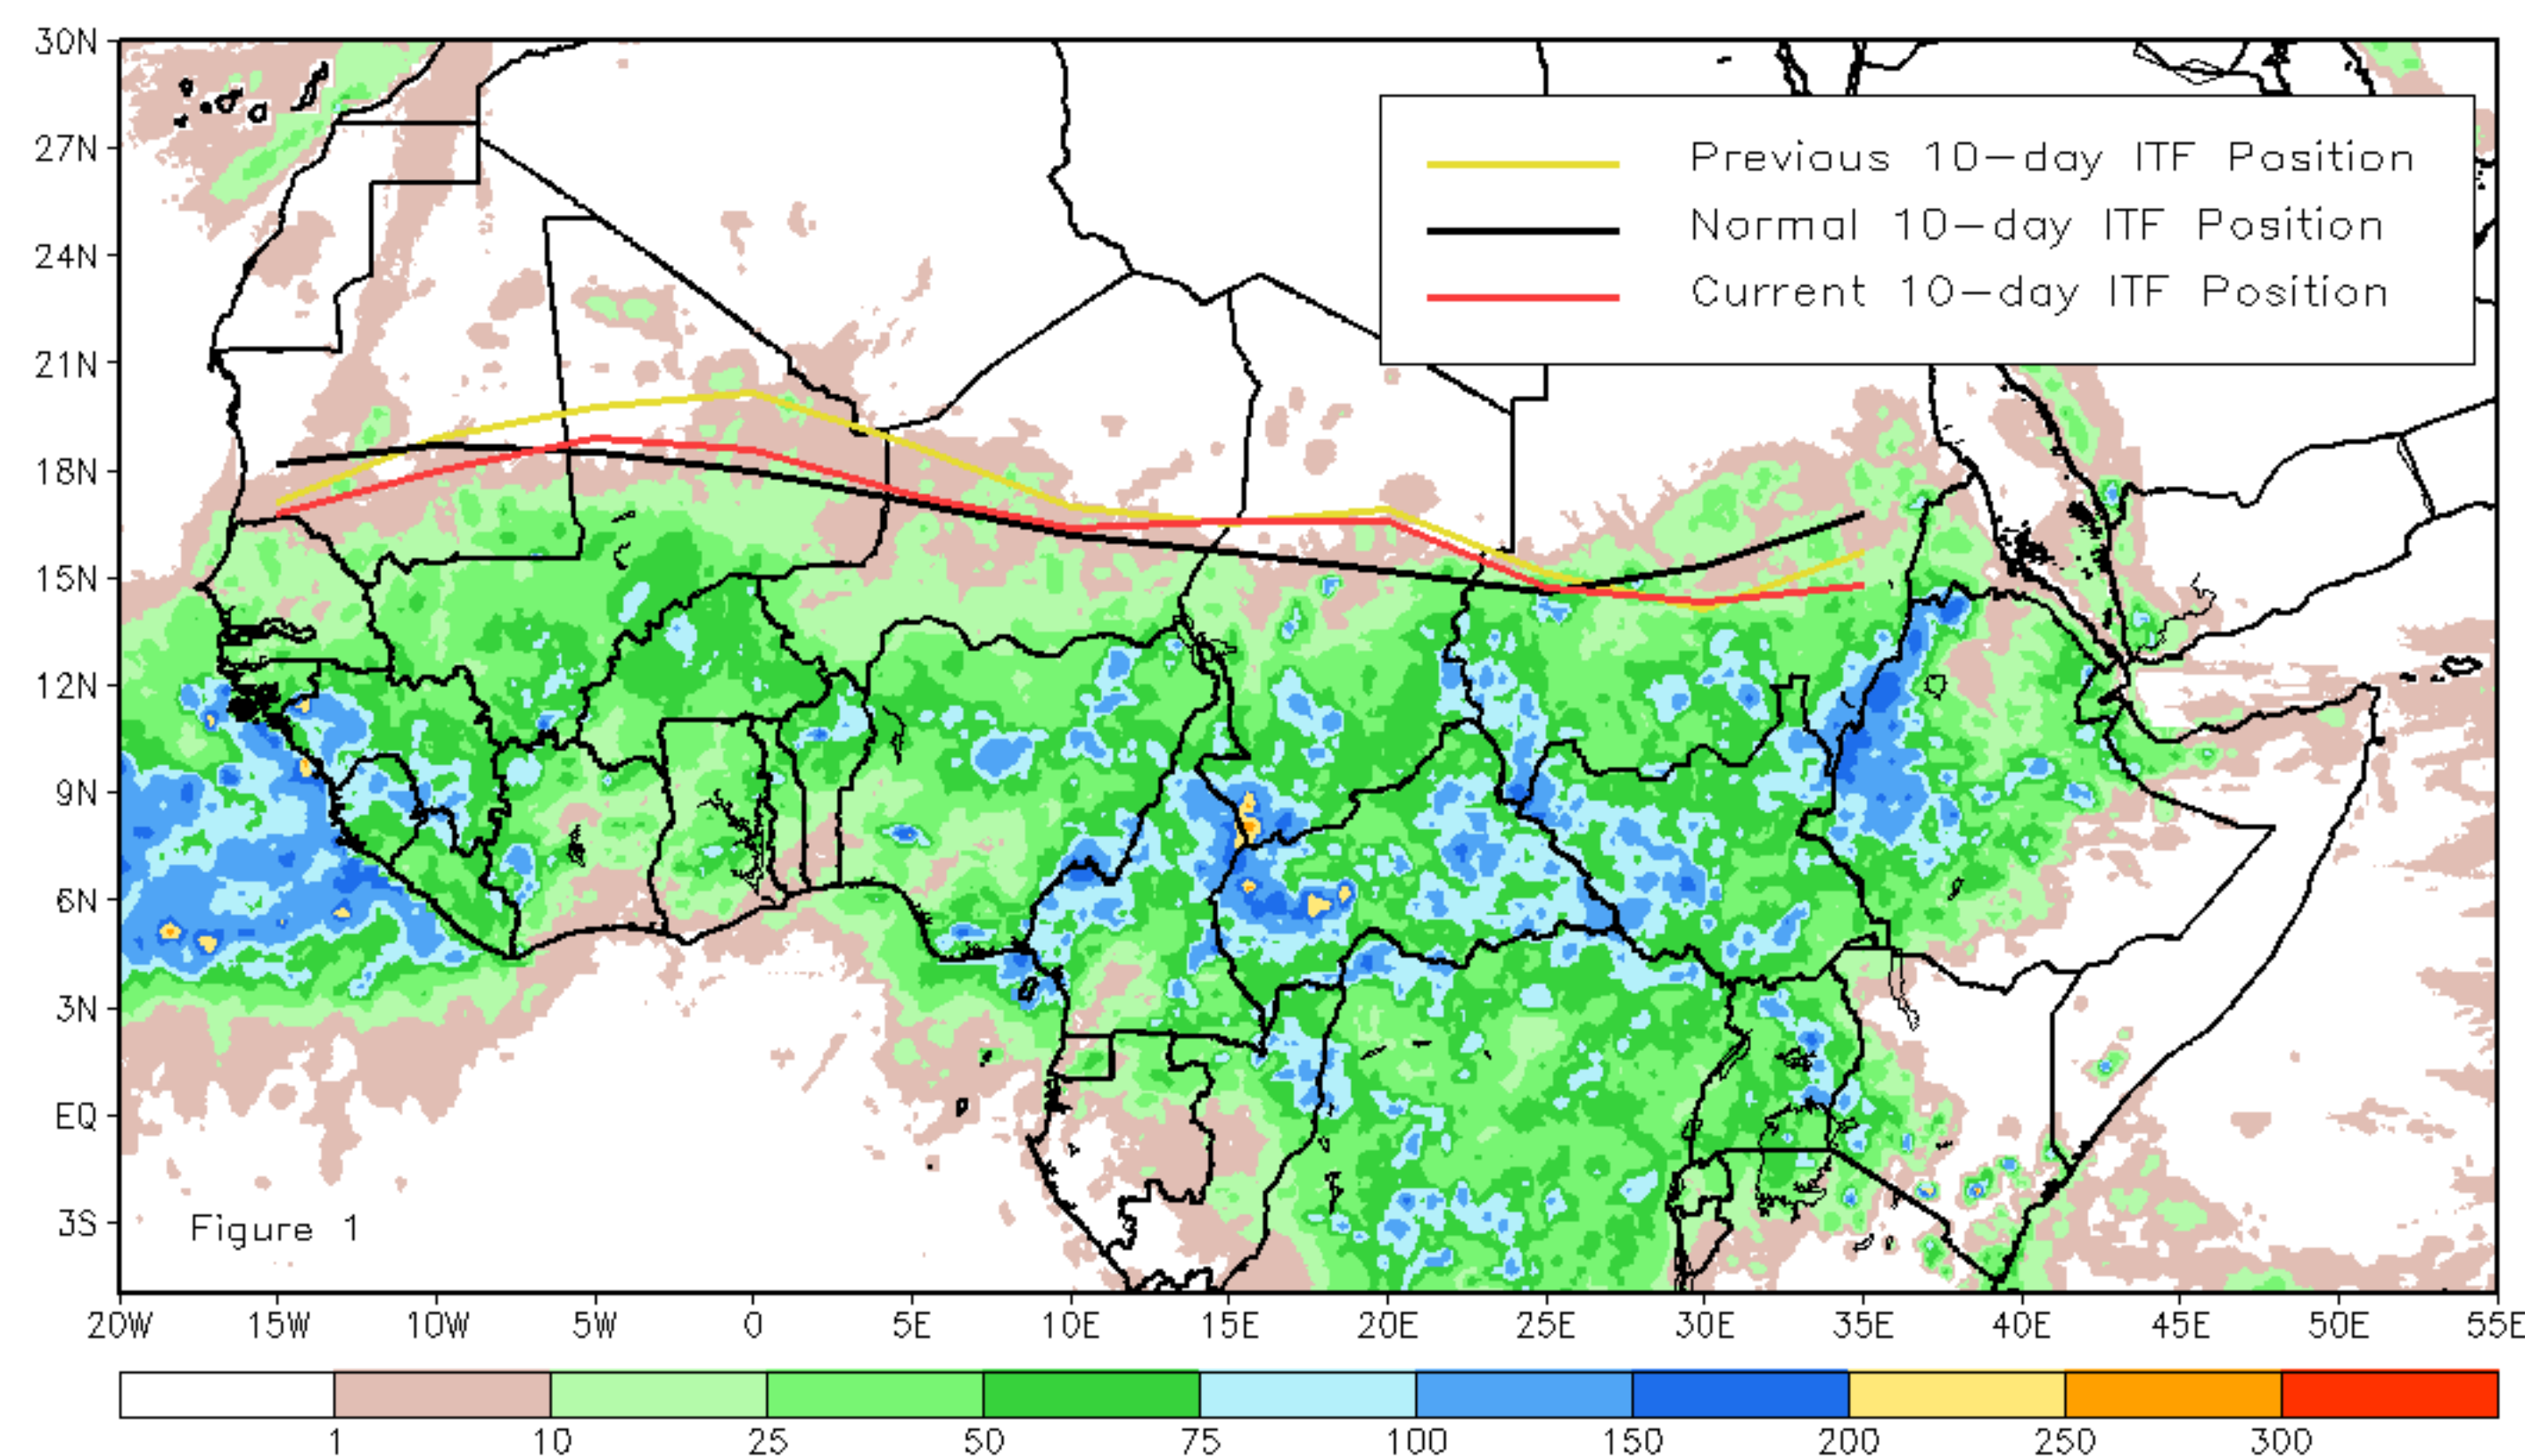 30N
27N
24N
21N
18N
15N
12N
9N
6N
3N
EQ
3S
Previous 10-day ITF Position
Normal 10-day ITF Position
Current 10-day ITF Position
Figure 1
20W 15W 10W 5W 0 5E 10E 15E 20E 25E 30E 35E 40E 45E 50E 55E
1 10 25 50 75 100 150 200 250 300